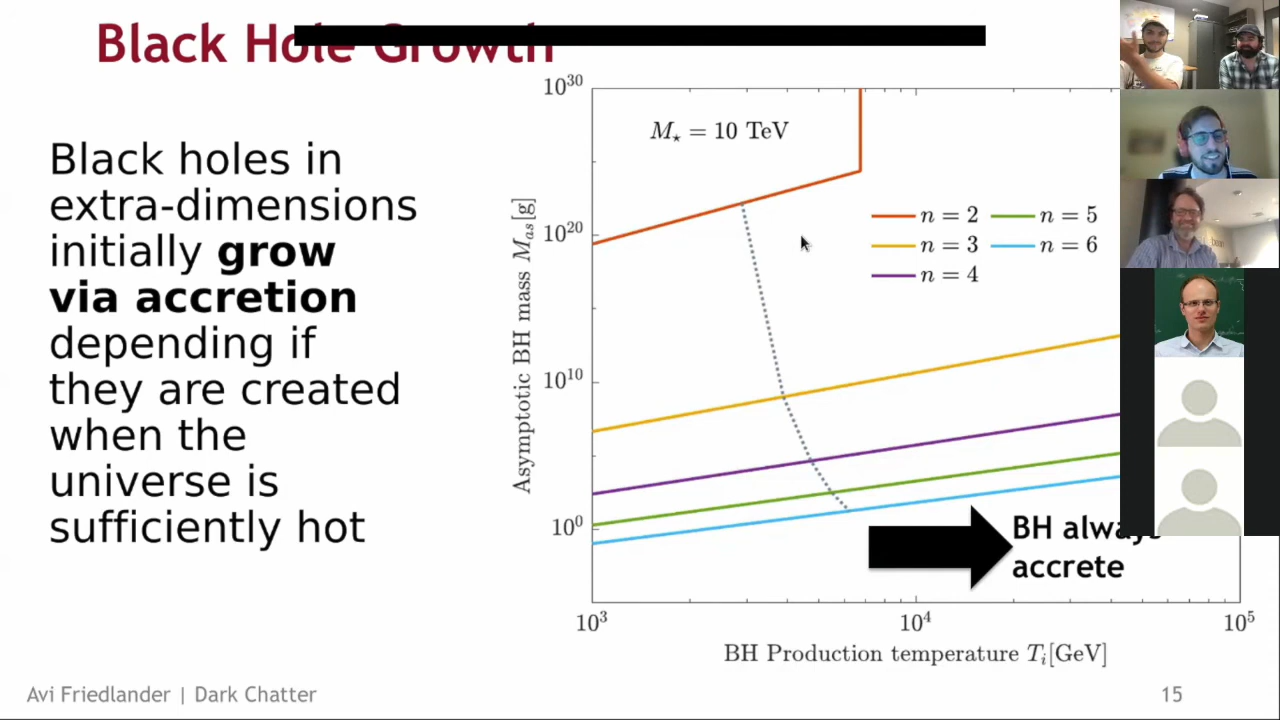 Black Hole Growth
Black holes in
extra-dimensions
initially grow
via accretion
depending if
they are created
when the
universe is
sufficiently hot
10^30
10^20
10^10
10^0
Asymptotic BH mass M_as[g]
M⋆ = 10 TeV
n = 2 n = 5
n = 3 n = 6
n = 4
BH always
accrete
10^3 10^4 10^5
BH Production temperature T_i[GeV]
Avi Friedlander | Dark Chatter 15